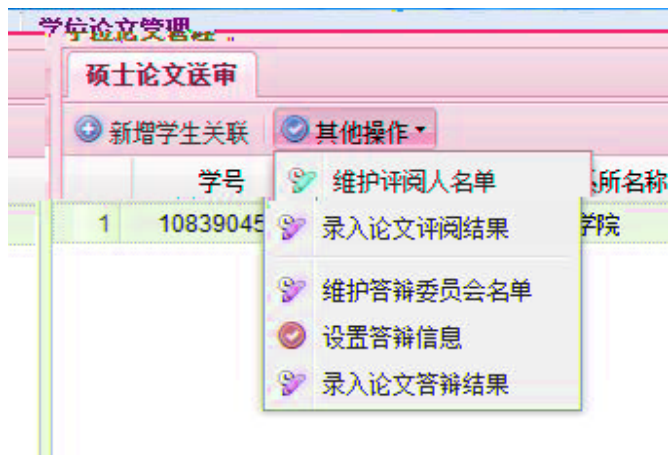 学位论文管理
硕士论文送审
新增学生关联 其他操作
学号 所名称
1 10839045 学院
维护评阅人名单
录入论文评阅结果
维护答辩委员会名单
设置答辩信息
录入论文答辩结果